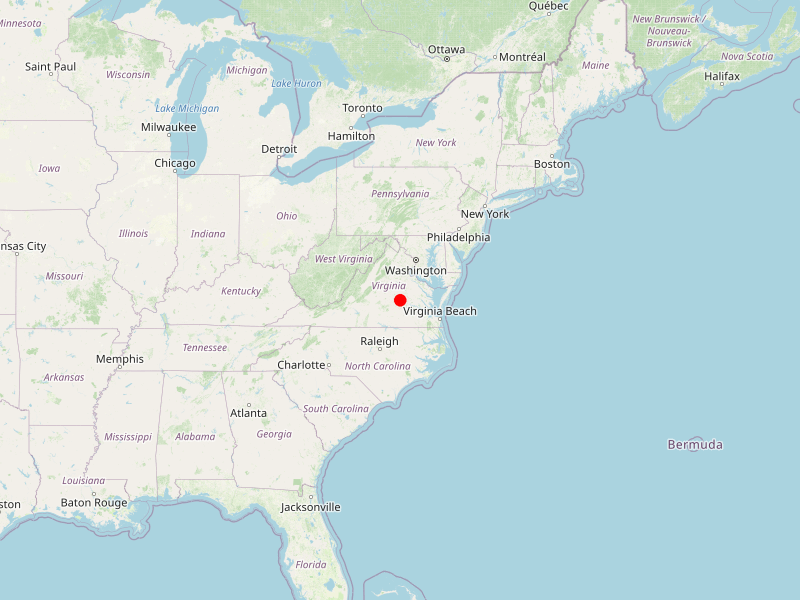 Québec
Minnesota
New Brunswick /
Nouveau-
Brunswick
Ottawa
Montréal
Nova Scotia
Saint Paul
Wisconsin
Michigan
Maine
Halifax
Lake Huron
Lake Michigan
Toronto
Milwaukee
Hamilton
New York
Detroit
Chicago
Boston
Iowa
Pennsylvania
Ohio
New York
Illinois
Indiana
Philadelphia
nsas City
West Virginia
Washington
Missouri
Virginia
Kentucky
Virginia Beach
Raleigh
Tennessee
Memphis
Charlotte
North Carolina
Arkansas
South Carolina
Atlanta
Mississippi
Alabama
Georgia
Bermuda
Louisiana
Baton Rouge
ston
Jacksonville
Florida